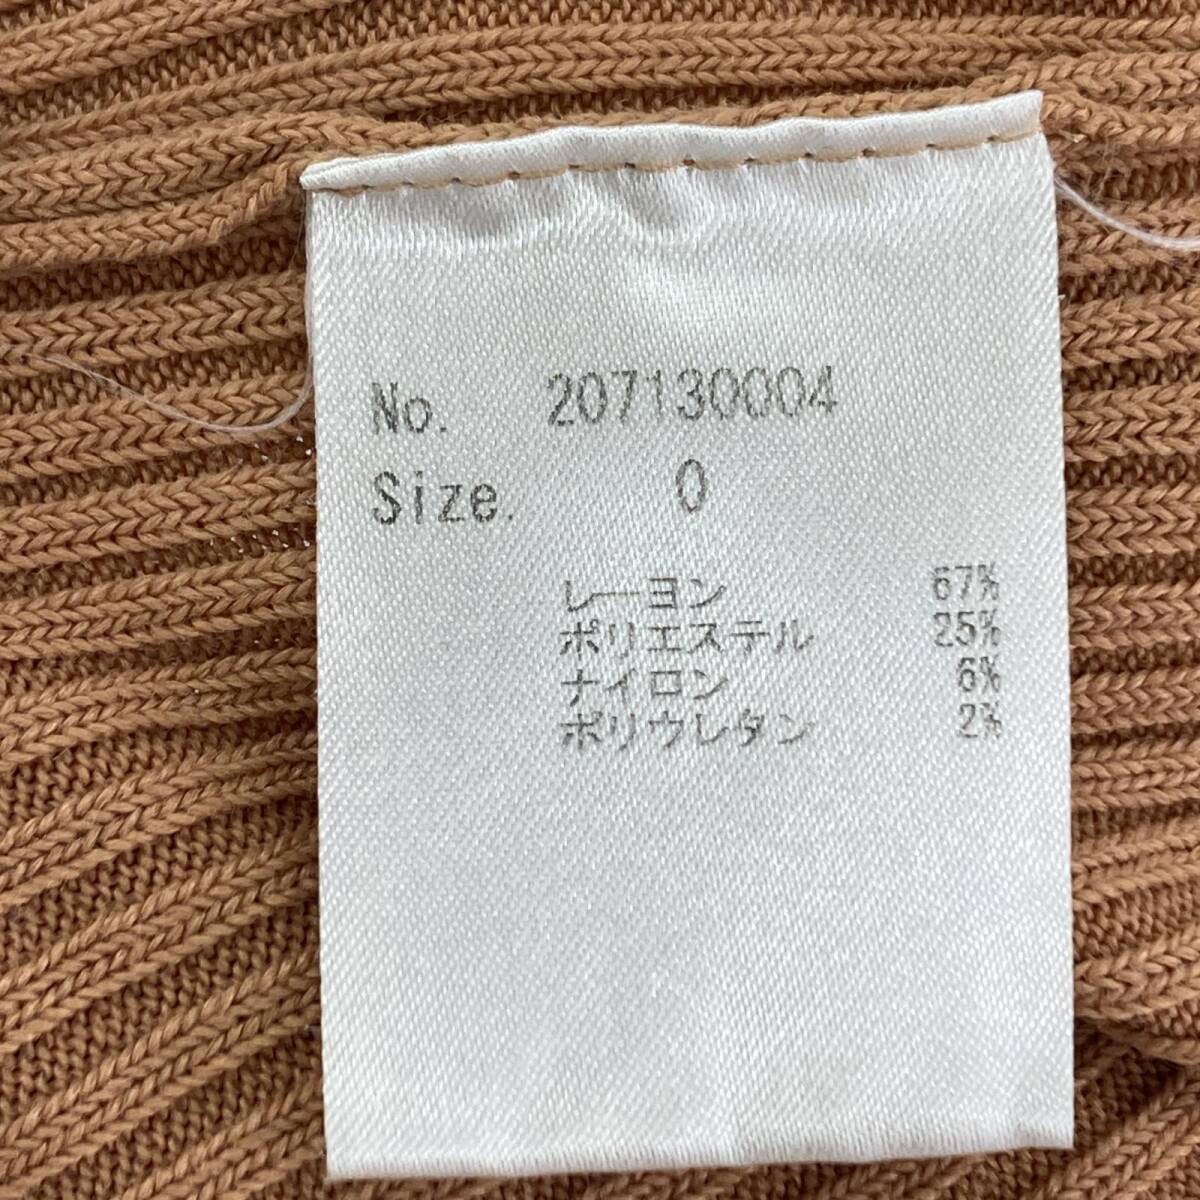 No. 207130004
Size. 0
レーヨン 67%
ポリエステル 25%
ナイロン 6%
ポリウレタン 2%